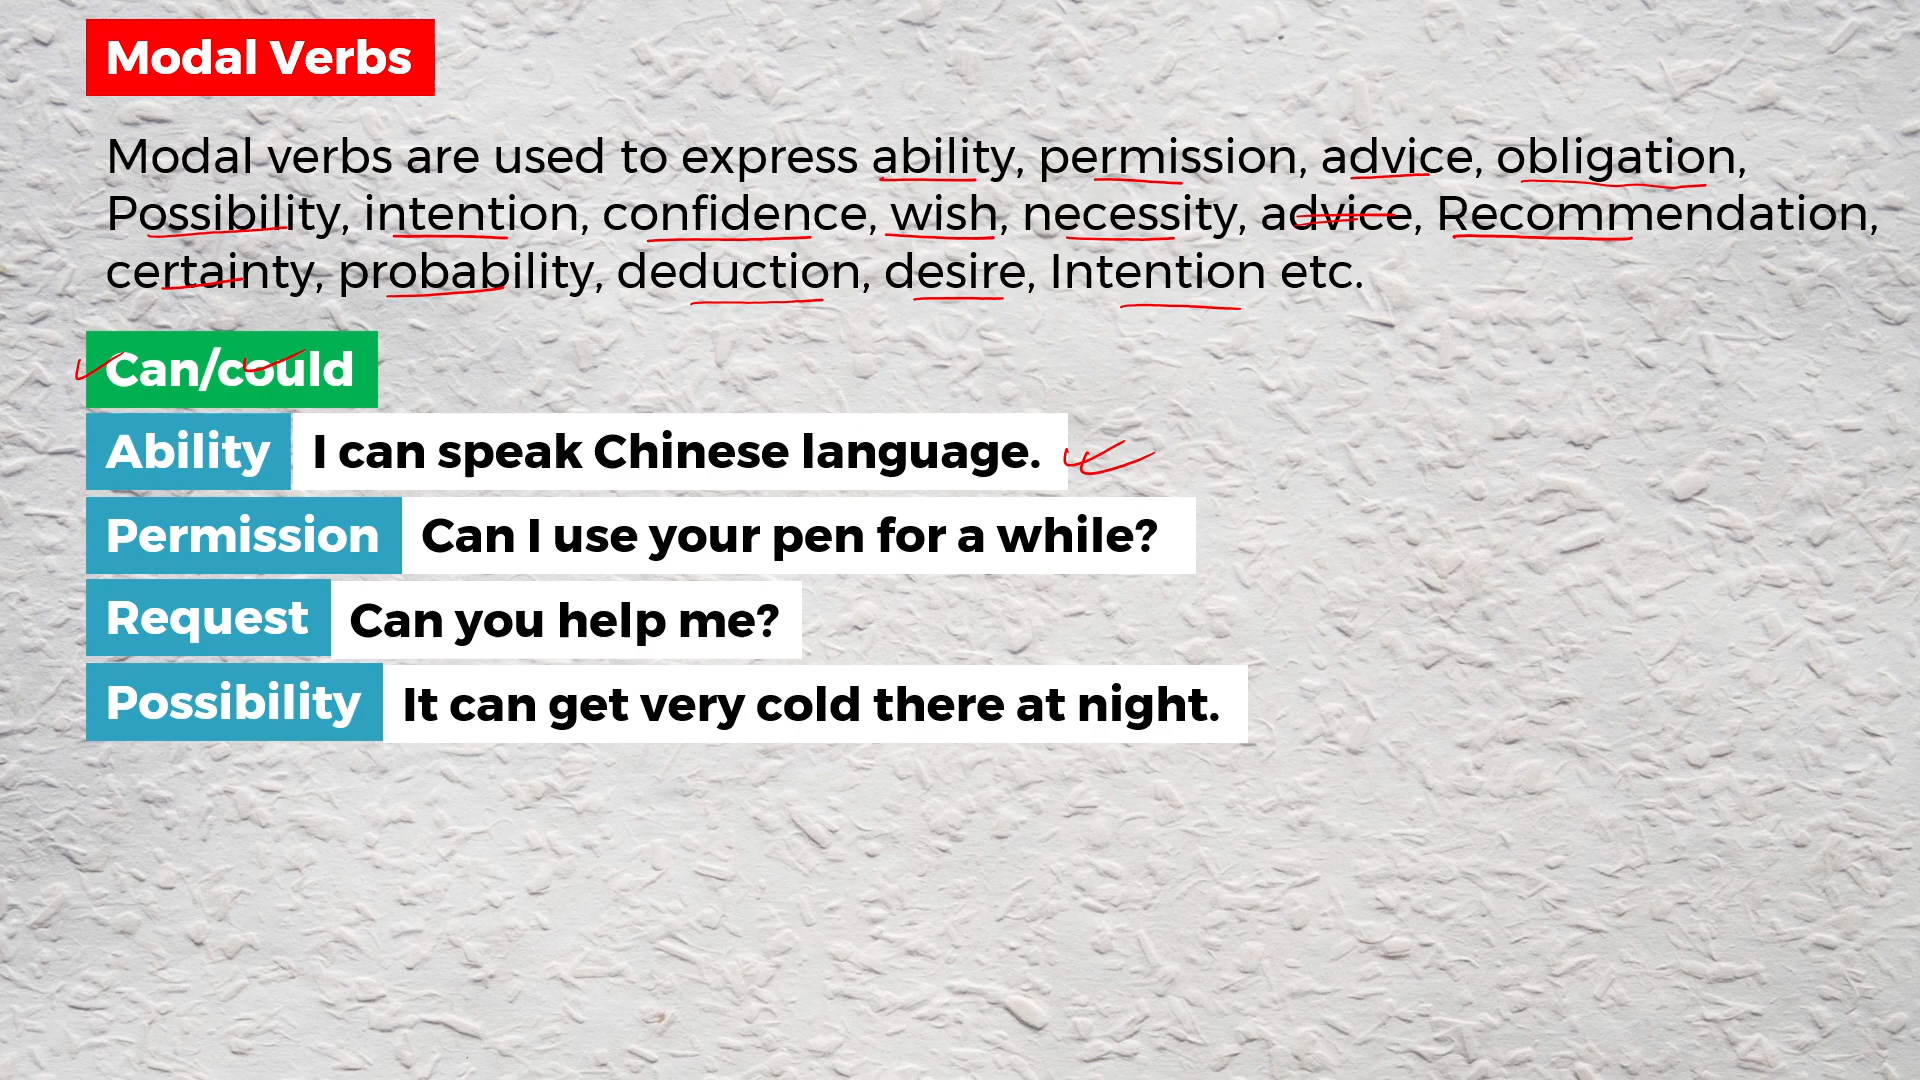 Modal Verbs
Modal verbs are used to express ability, permission, advice, obligation,
Possibility, intention, confidence, wish, necessity, advice, Recommendation,
certainty, probability, deduction, desire, Intention etc.
Can/could
Ability I can speak Chinese language.
Permission Can I use your pen for a while?
Request Can you help me?
Possibility It can get very cold there at night.